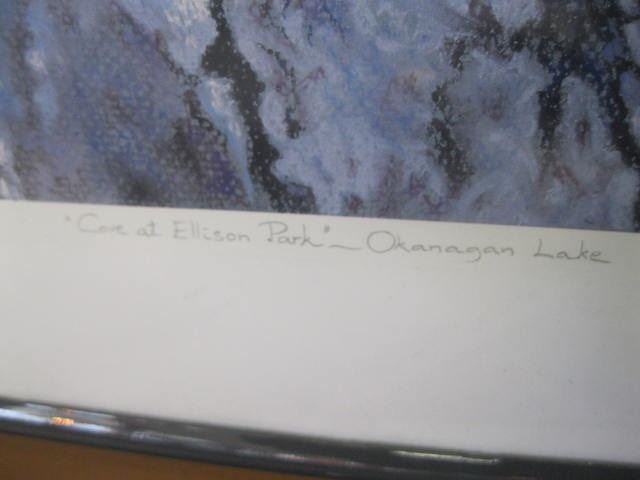 "Cove at Ellison Park" – Okanagan Lake